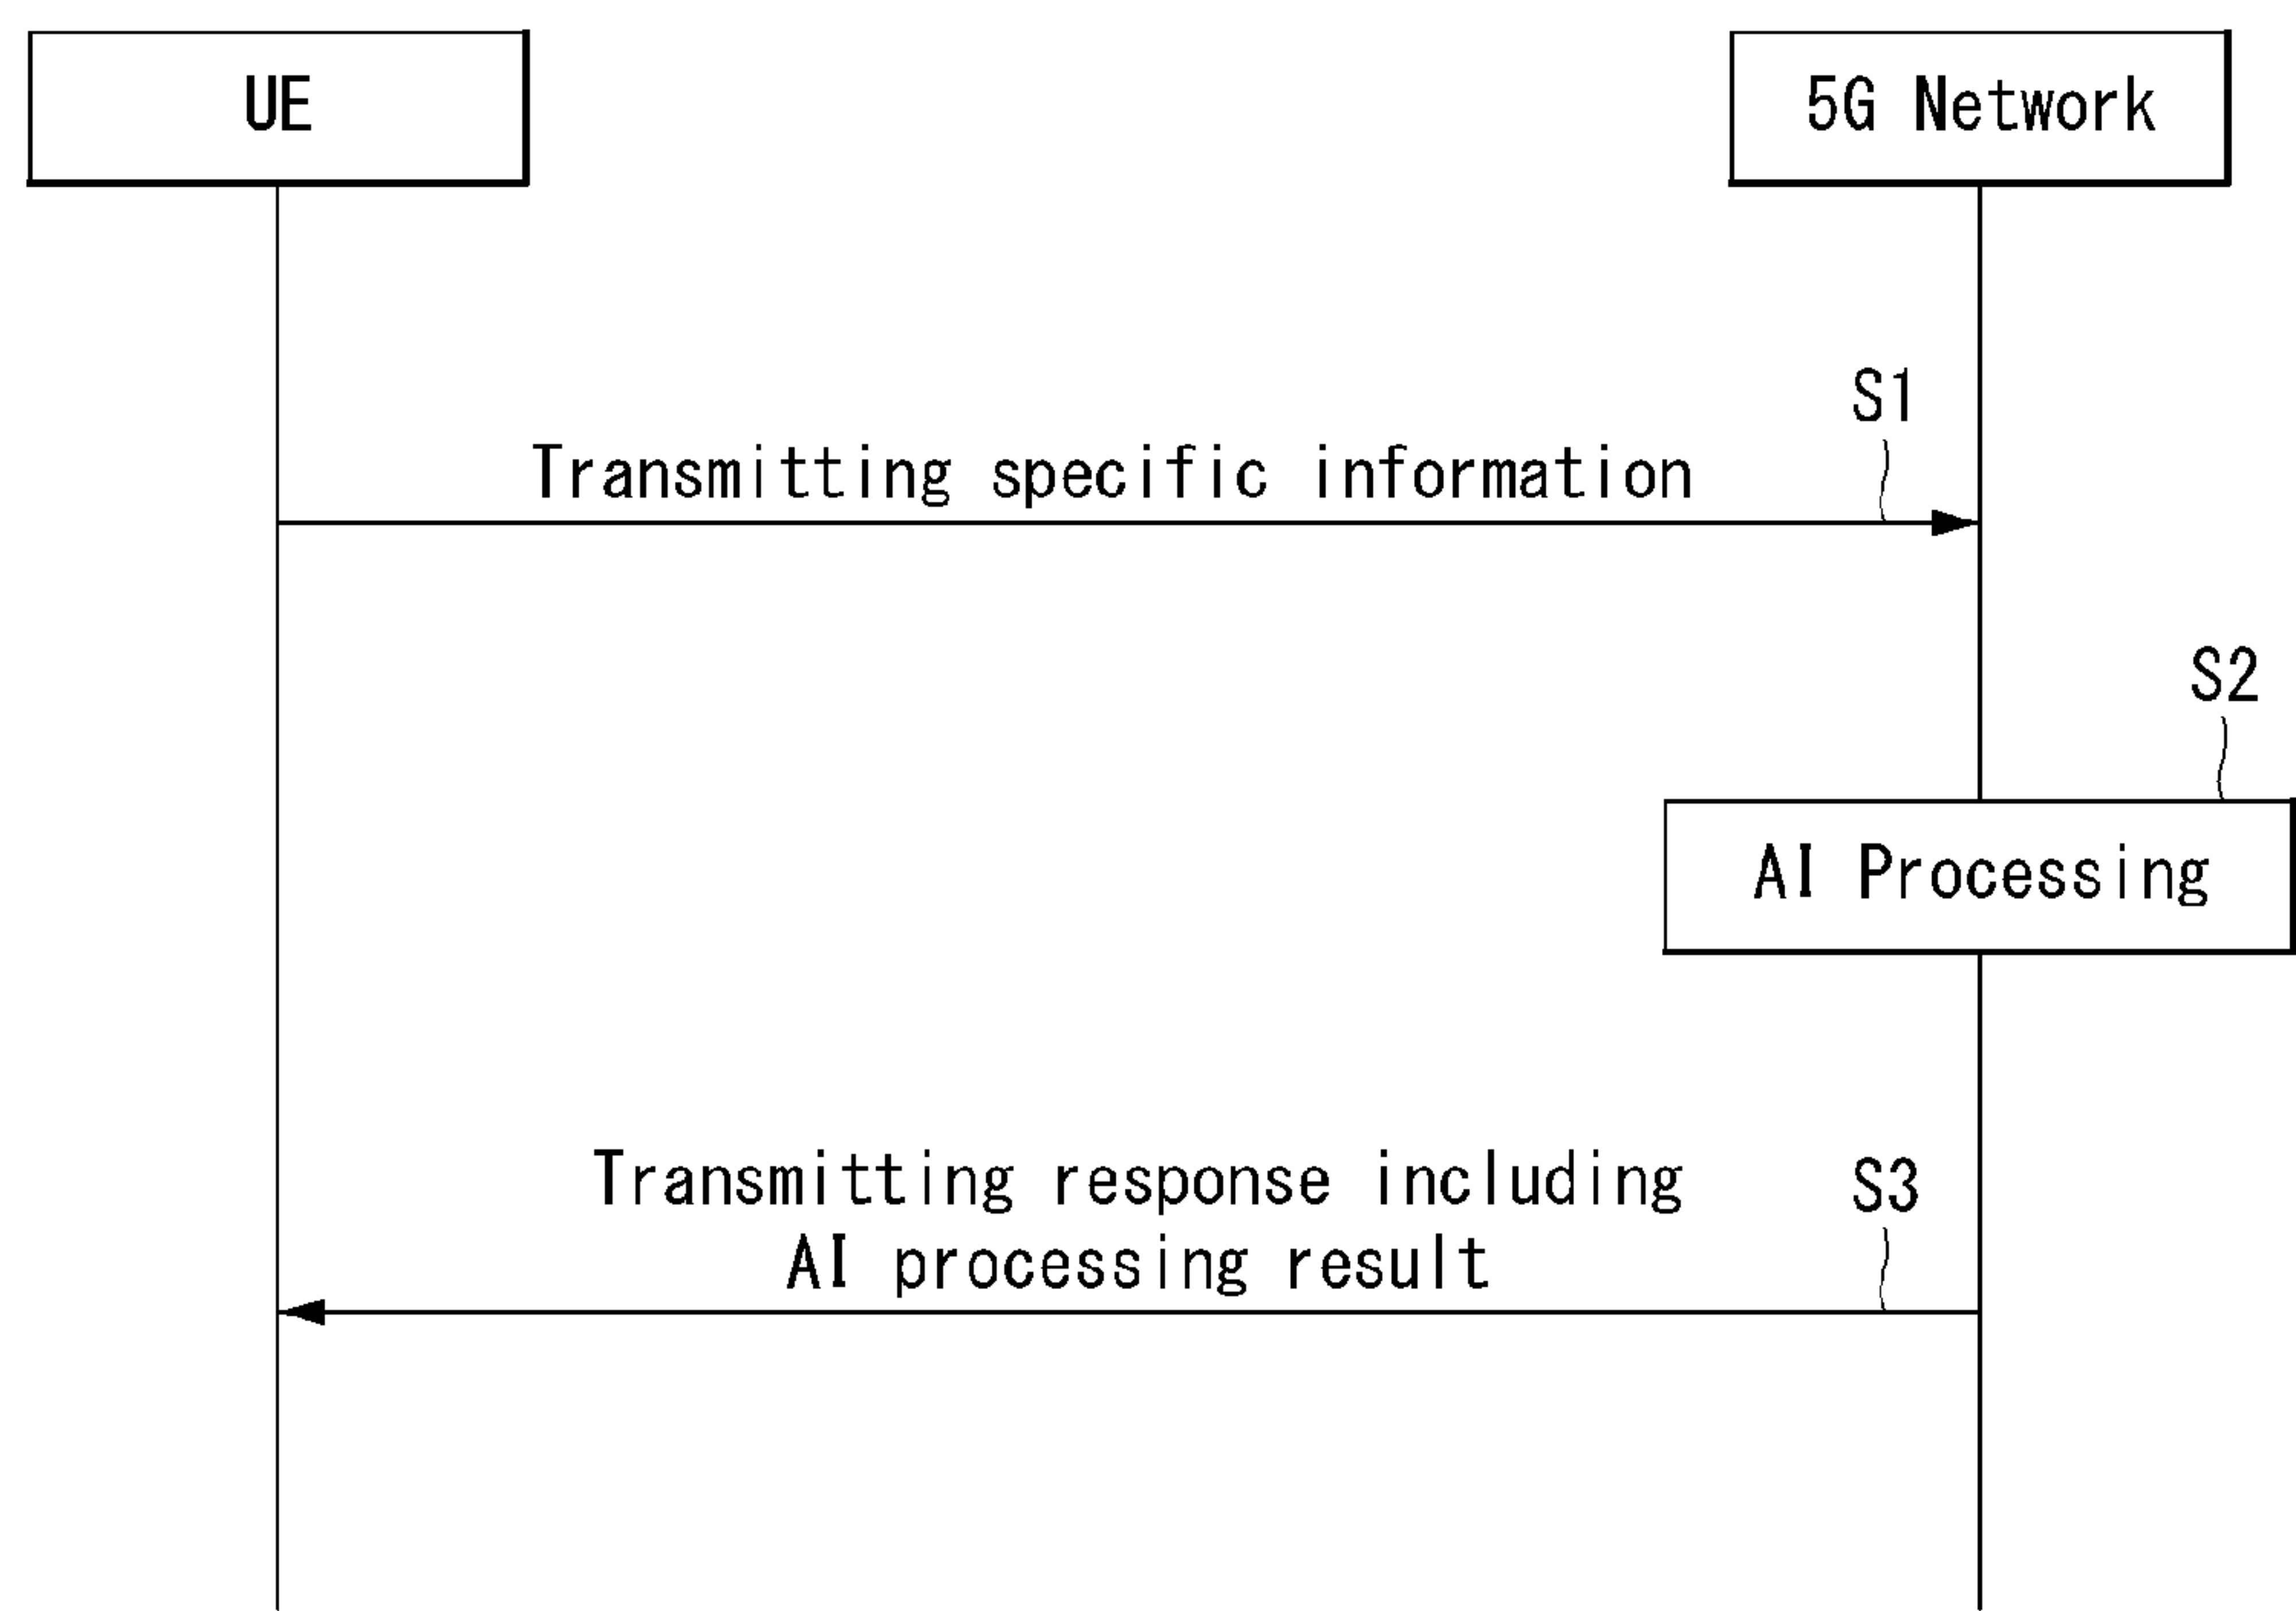 UE
5G Network
S1
Transmitting specific information
S2
AI Processing
Transmitting response including
S3
AI processing result